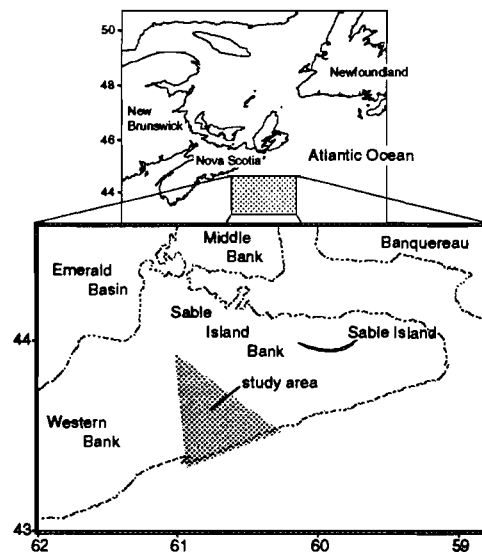 50
48
46
44
Newfoundland
New
Brunswick
Nova Scotia
Atlantic Ocean
Middle
Bank
Banquereau
Emerald
Basin
Sable
Island
Bank
Sable Island
44
study area
Western
Bank
43
62
61
60
59